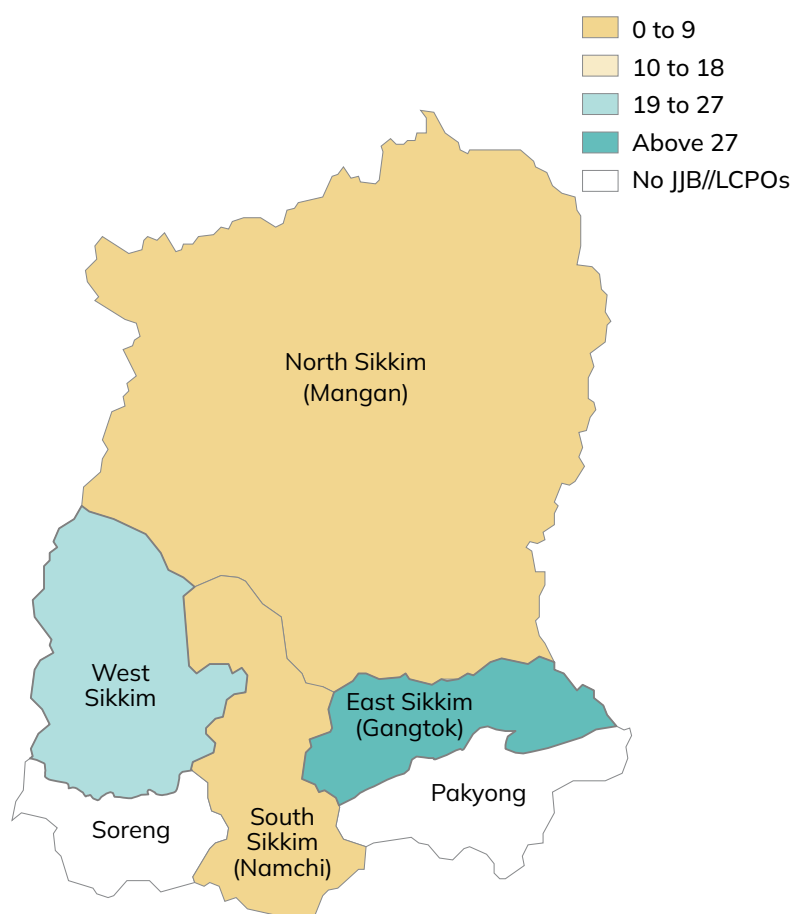 0 to 9
10 to 18
19 to 27
Above 27
No JJB//LCPOs
North Sikkim
(Mangan)
West
Sikkim
East Sikkim
(Gangtok)
Pakyong
Soreng
South
Sikkim
(Namchi)